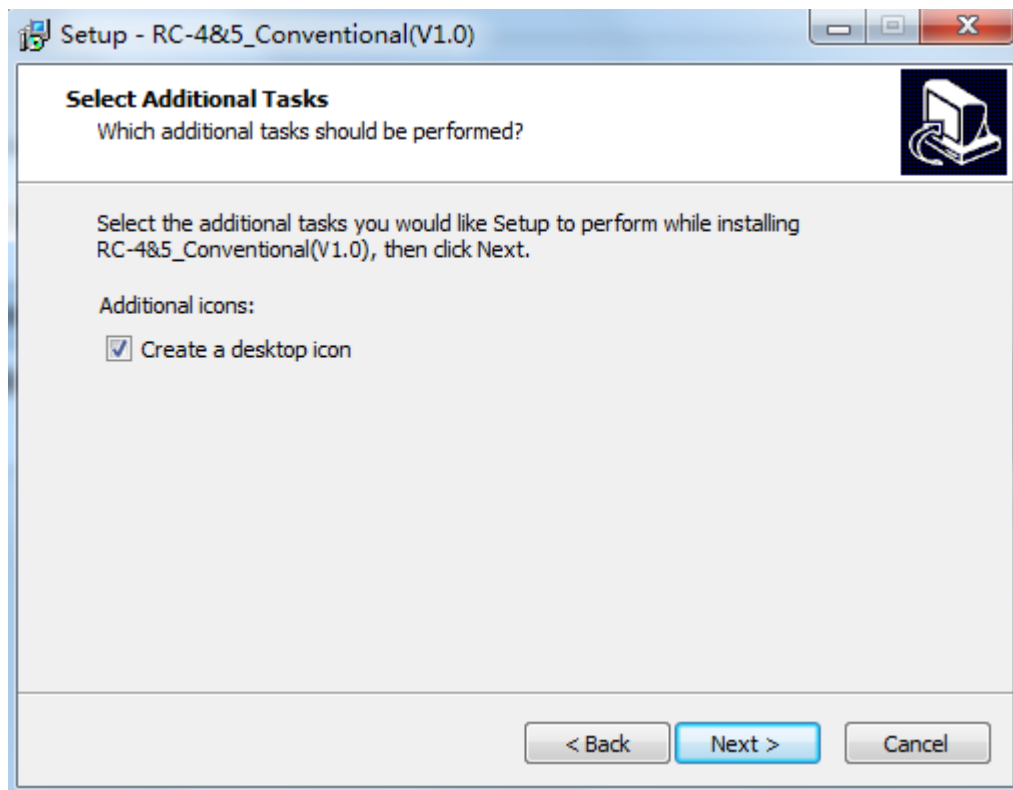 Setup - RC-4&5_Conventional(V1.0)
Select Additional Tasks
Which additional tasks should be performed?
Select the additional tasks you would like Setup to perform while installing
RC-4&5_Conventional(V1.0), then click Next.
Additional icons:
Create a desktop icon
< Back Next > Cancel